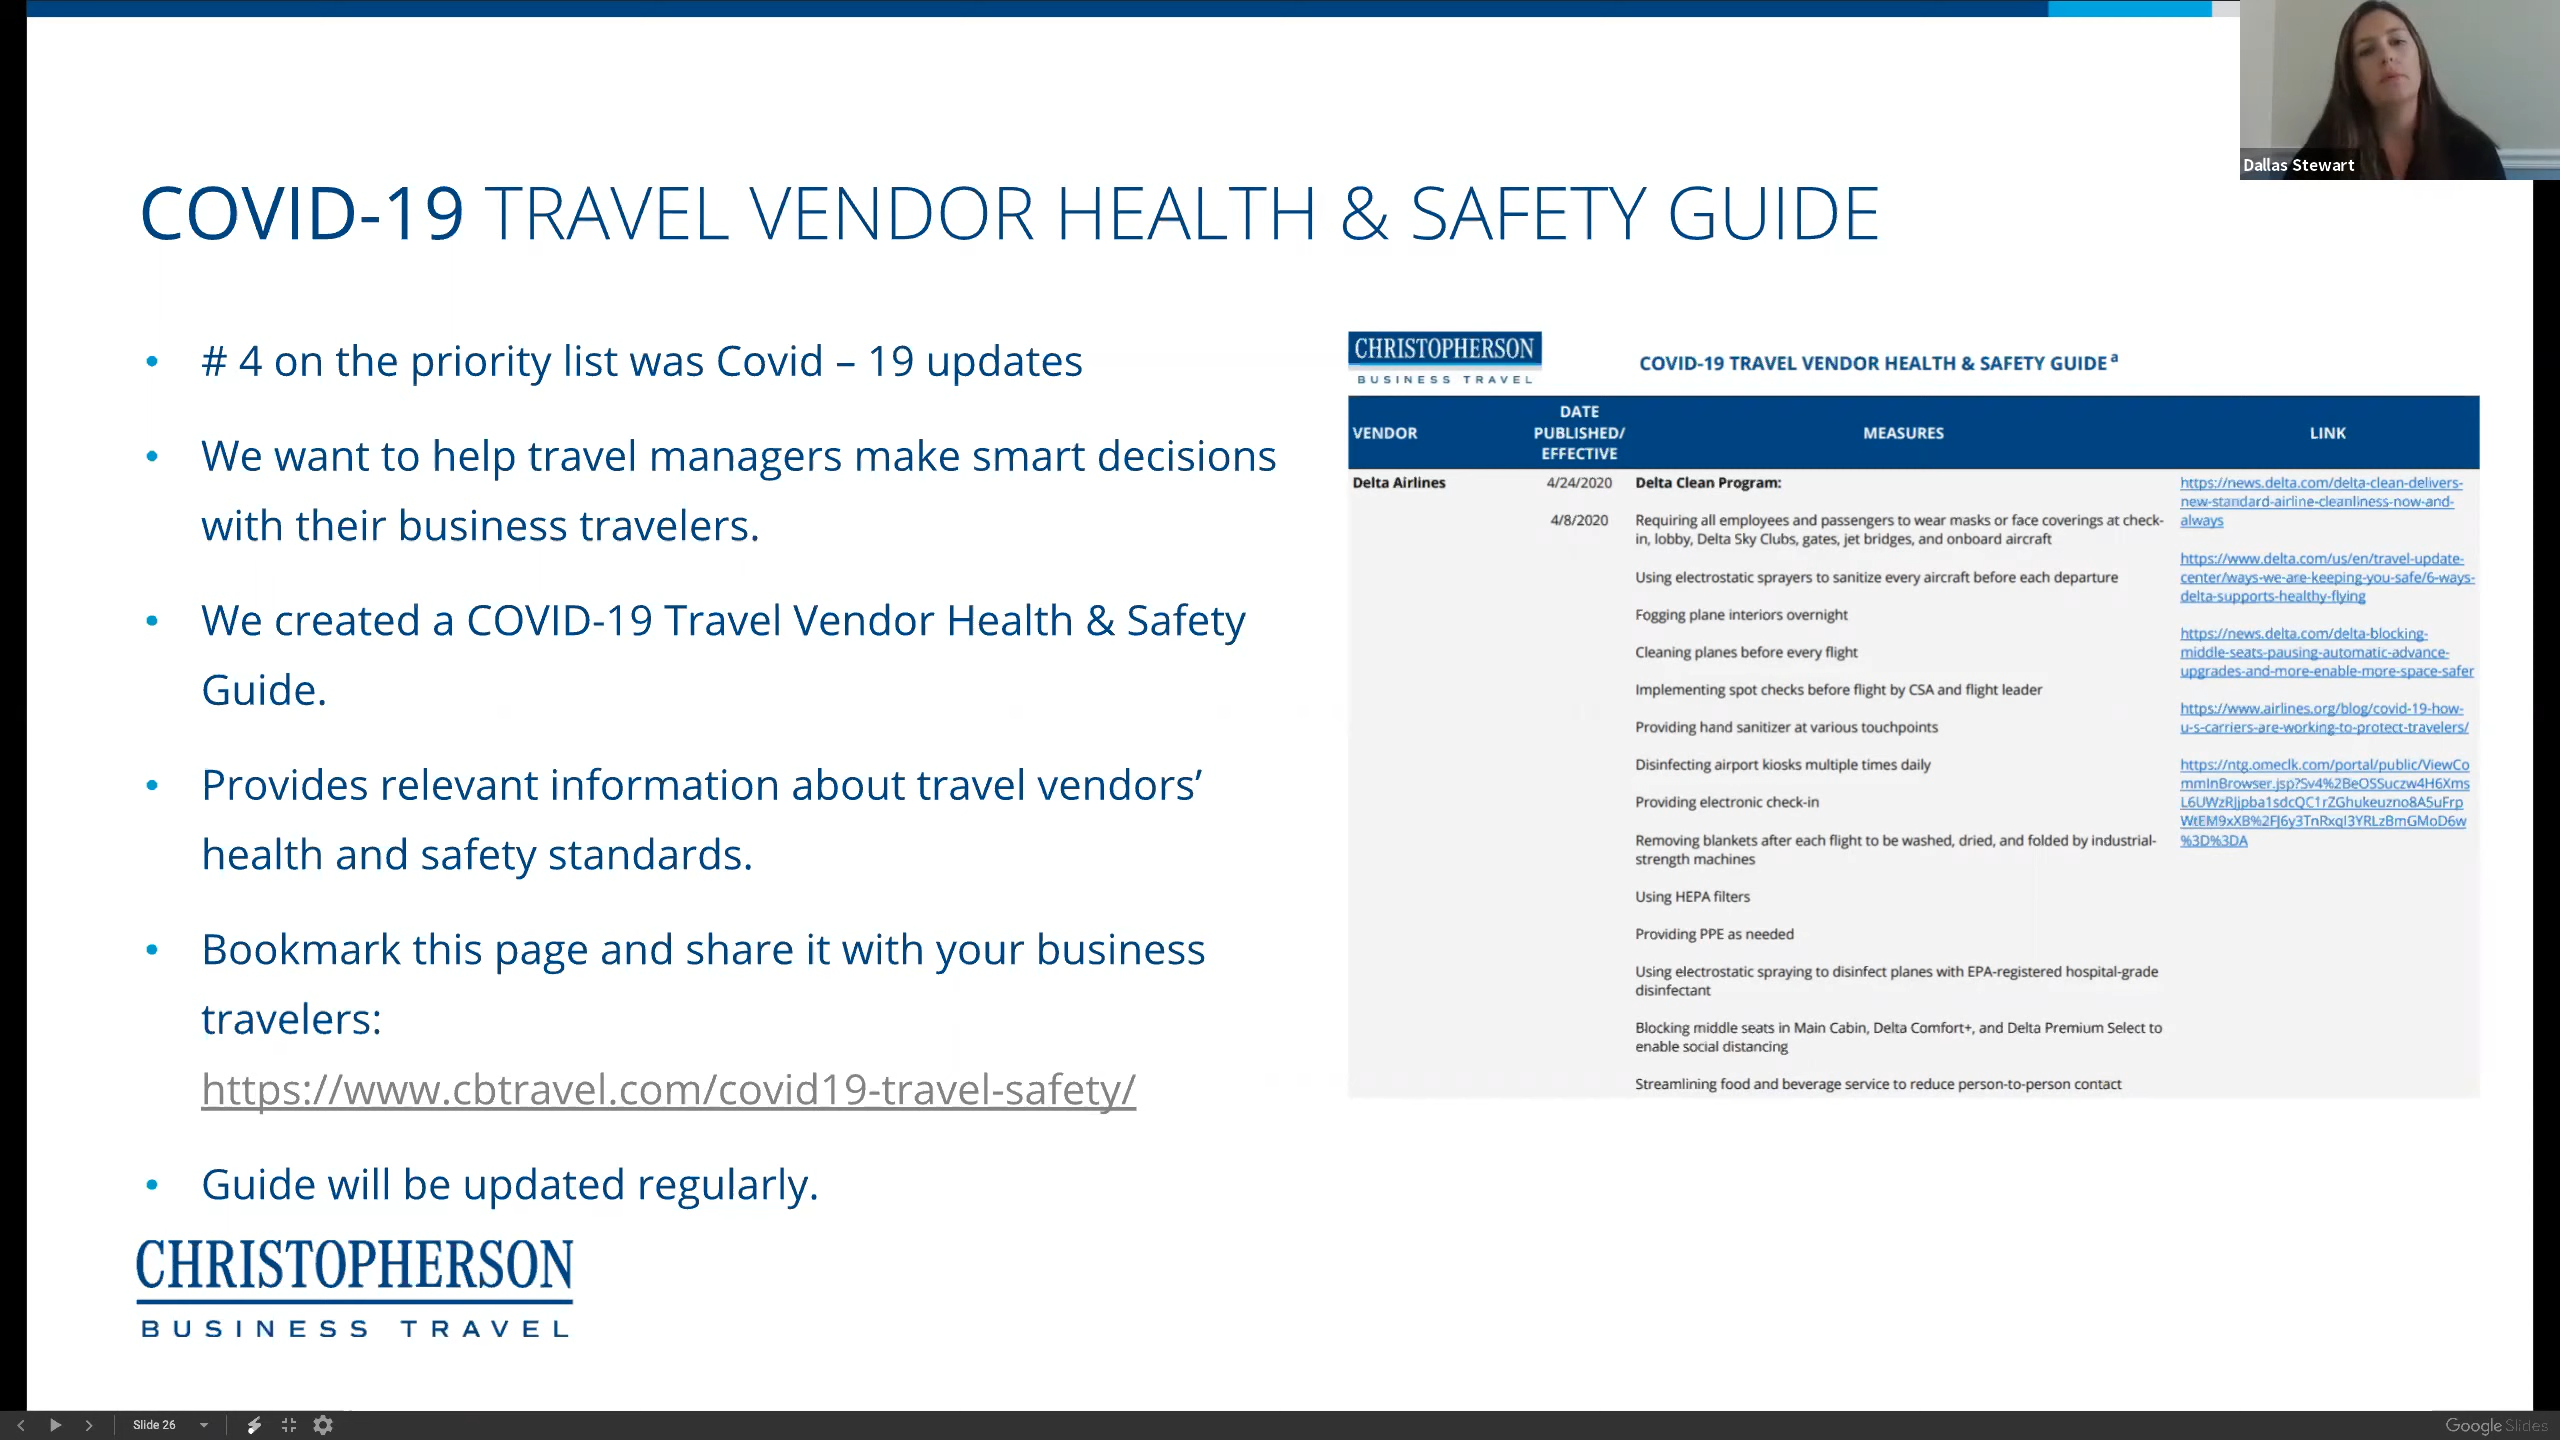 Dallas Stewart
COVID-19 TRAVEL VENDOR HEALTH & SAFETY GUIDE
• # 4 on the priority list was Covid – 19 updates
• We want to help travel managers make smart decisions
with their business travelers.
• We created a COVID-19 Travel Vendor Health & Safety
Guide.
• Provides relevant information about travel vendors’
health and safety standards.
• Bookmark this page and share it with your business
travelers:
https://www.cbtravel.com/covid19-travel-safety/
• Guide will be updated regularly.
CHRISTOPHERSON
BUSINESS TRAVEL
CHRISTOPHERSON
BUSINESS TRAVEL
COVID-19 TRAVEL VENDOR HEALTH & SAFETY GUIDE a
VENDOR
DATE
PUBLISHED/
EFFECTIVE
MEASURES
LINK
Delta Airlines
4/24/2020
4/8/2020
Delta Clean Program:
Requiring all employees and passengers to wear masks or face coverings at check-
in, lobby, Delta Sky Clubs, gates, jet bridges, and onboard aircraft
Using electrostatic sprayers to sanitize every aircraft before each departure
Fogging plane interiors overnight
Cleaning planes before every flight
Implementing spot checks before flight by CSA and flight leader
Providing hand sanitizer at various touchpoints
Disinfecting airport kiosks multiple times daily
Providing electronic check-in
Removing blankets after each flight to be washed, dried, and folded by industrial-
strength machines
Using HEPA filters
Providing PPE as needed
Using electrostatic spraying to disinfect planes with EPA-registered hospital-grade
disinfectant
Blocking middle seats in Main Cabin, Delta Comfort+, and Delta Premium Select to
enable social distancing
Streamlining food and beverage service to reduce person-to-person contact
https://news.delta.com/delta-clean-delivers-
new-standard-airline-cleanliness-now-and-
always
https://www.delta.com/us/en/travel-update-
center/ways-we-are-keeping-you-safe/6-ways-
delta-supports-healthy-flying
https://news.delta.com/delta-blocking-
middle-seats-pausing-automatic-advance-
upgrades-and-more-enable-more-space-safer
https://www.airlines.org/blog/covid-19-how-
u-s-carriers-are-working-to-protect-travelers/
https://ntg.omeclk.com/portal/public/ViewCo
mmInBrowser.jsp?Sv4%2BeOSSuczw4H6Xms
%3D%3DA
Slide 26
Google Slides